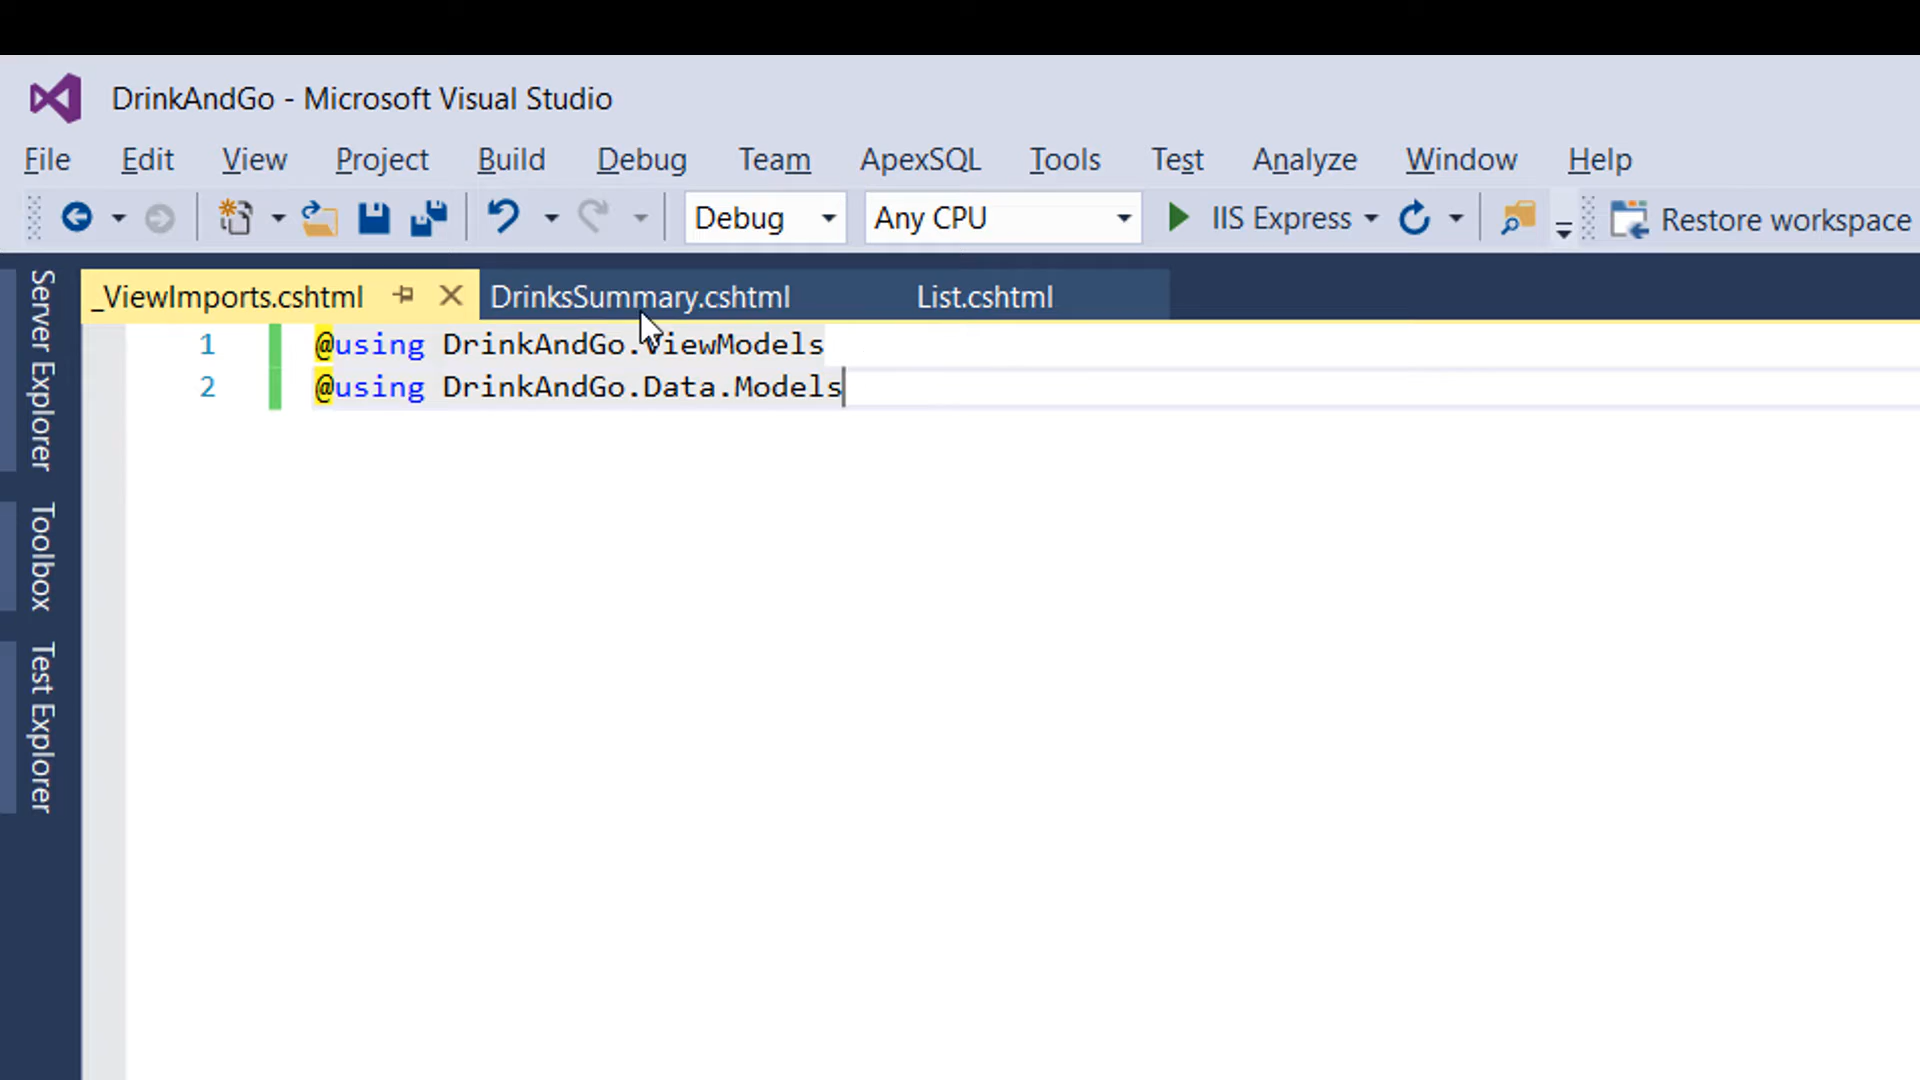 DrinkAndGo - Microsoft Visual Studio
File Edit View Project Build Debug Team ApexSQL Tools Test Analyze Window Help
Debug Any CPU IIS Express Restore workspace
_ViewImports.cshtml DrinksSummary.cshtml List.cshtml
1 @using DrinkAndGo.ViewModels
2 @using DrinkAndGo.Data.Models
Server Explorer
Toolbox
Test Explorer